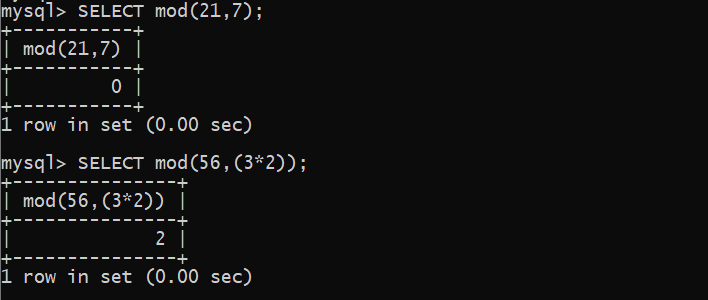 mysql> SELECT mod(21,7);
+-----------+
| mod(21,7) |
+-----------+
|         0 |
+-----------+
1 row in set (0.00 sec)

mysql> SELECT mod(56,(3*2));
+---------------+
| mod(56,(3*2)) |
+---------------+
|             2 |
+---------------+
1 row in set (0.00 sec)